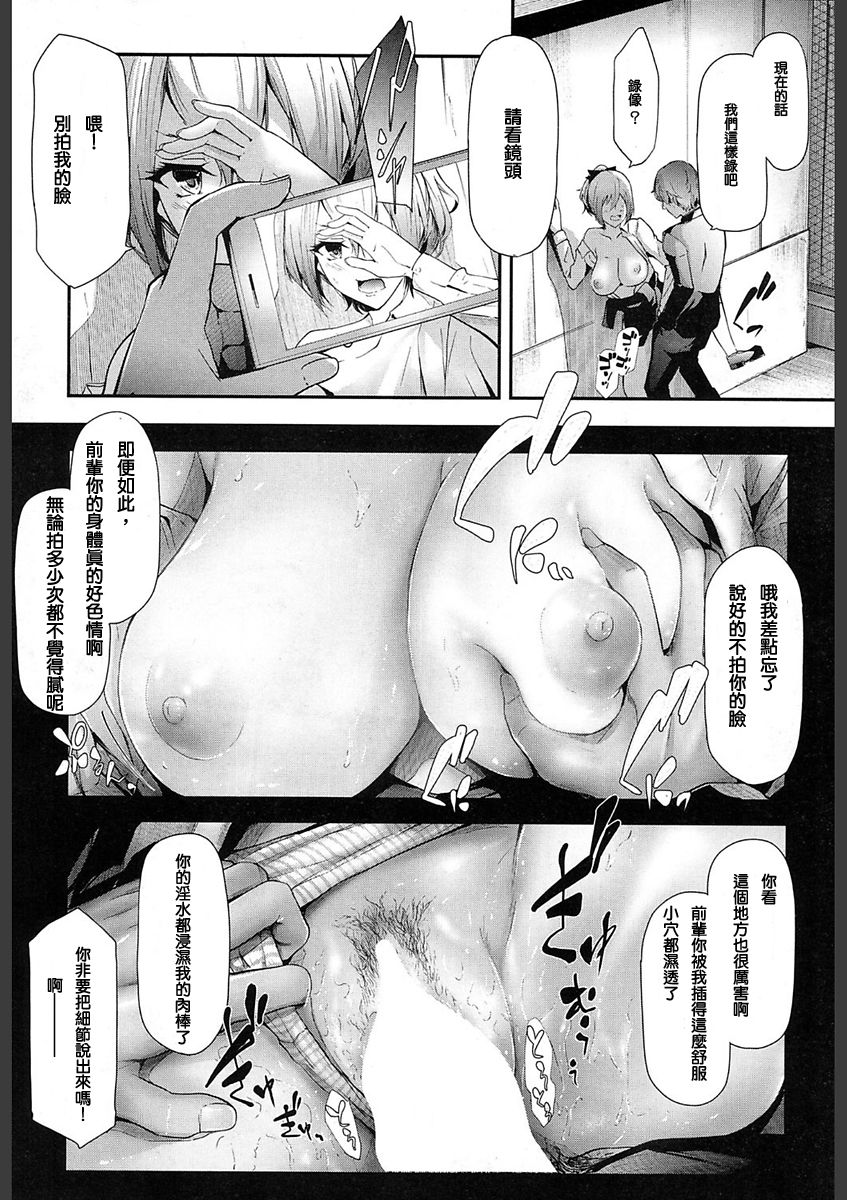 現在的話
我們這樣錄吧
錄像?
請看鏡頭
喂!
別拍我的臉
哦我差點忘了
說好的不拍你的臉
即便如此,
前輩你的身體真的好色情啊
無論拍多少次都不覺得膩呢
你看
這個地方也很厲害啊
前輩你被我插得這麼舒服
小穴都濕透了
你的淫水都浸濕我的肉棒了
你非要把細節說出來嗎!
啊——